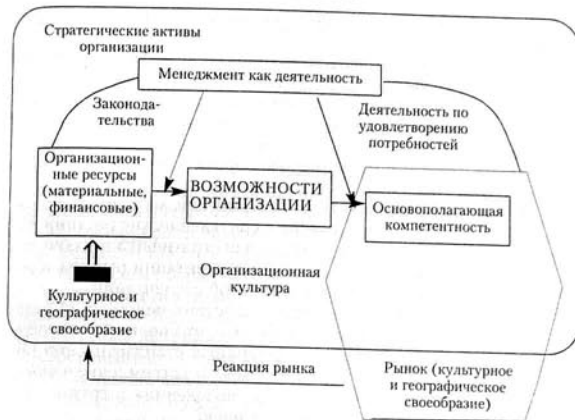 Стратегические активы
организации
Менеджмент как деятельность
Законода-
тельства
Деятельность по
удовлетворению
потребностей
Организацион-
ные ресурсы
(материальные,
финансовые)
ВОЗМОЖНОСТИ
ОРГАНИЗАЦИИ
Основополагающая
компетентность
Организационная
культура
Культурное и
географическое
своеобразие
Реакция рынка
Рынок (культурное
и географическое
своеобразие)